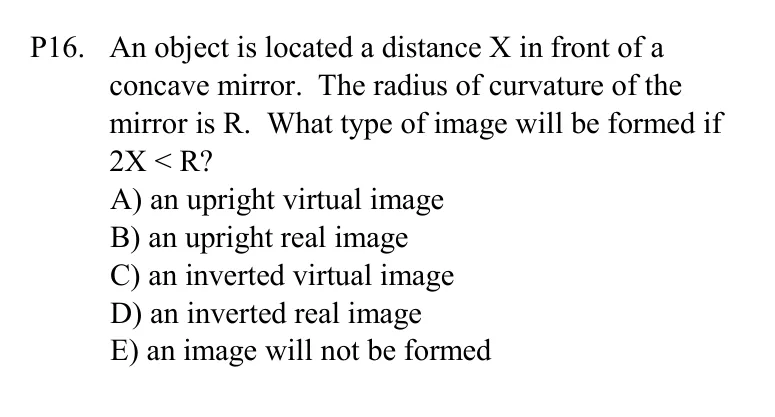 P16. An object is located a distance X in front of a
concave mirror. The radius of curvature of the
mirror is R. What type of image will be formed if
2X < R?
A) an upright virtual image
B) an upright real image
C) an inverted virtual image
D) an inverted real image
E) an image will not be formed